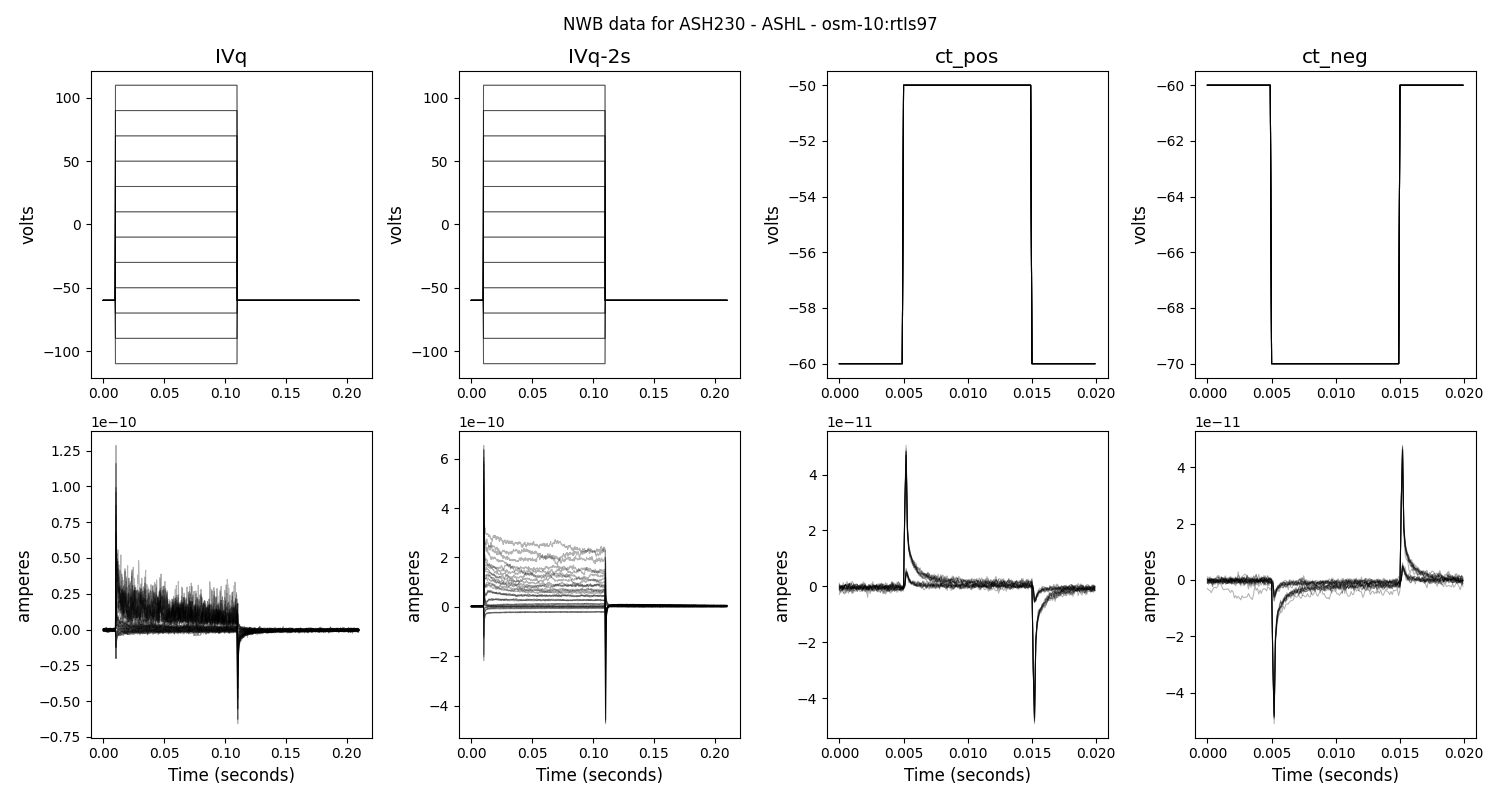 NWB data for ASH230 - ASHL - osm-10:rtls97
IVq
IVq-2s
ct_pos
ct_neg
volts
100
50
0
−50
−100
0.00 0.05 0.10 0.15 0.20
volts
100
50
0
−50
−100
0.00 0.05 0.10 0.15 0.20
volts
−50
−52
−54
−56
−58
−60
0.000 0.005 0.010 0.015 0.020
volts
−60
−62
−64
−66
−68
−70
0.000 0.005 0.010 0.015 0.020
1e−10
amperes
1.25
1.00
0.75
0.50
0.25
0.00
−0.25
−0.50
−0.75
0.00 0.05 0.10 0.15 0.20
Time (seconds)
1e−10
amperes
6
4
2
0
−2
−4
0.00 0.05 0.10 0.15 0.20
Time (seconds)
1e−11
amperes
4
2
0
−2
−4
0.000 0.005 0.010 0.015 0.020
Time (seconds)
1e−11
amperes
4
2
0
−2
−4
0.000 0.005 0.010 0.015 0.020
Time (seconds)